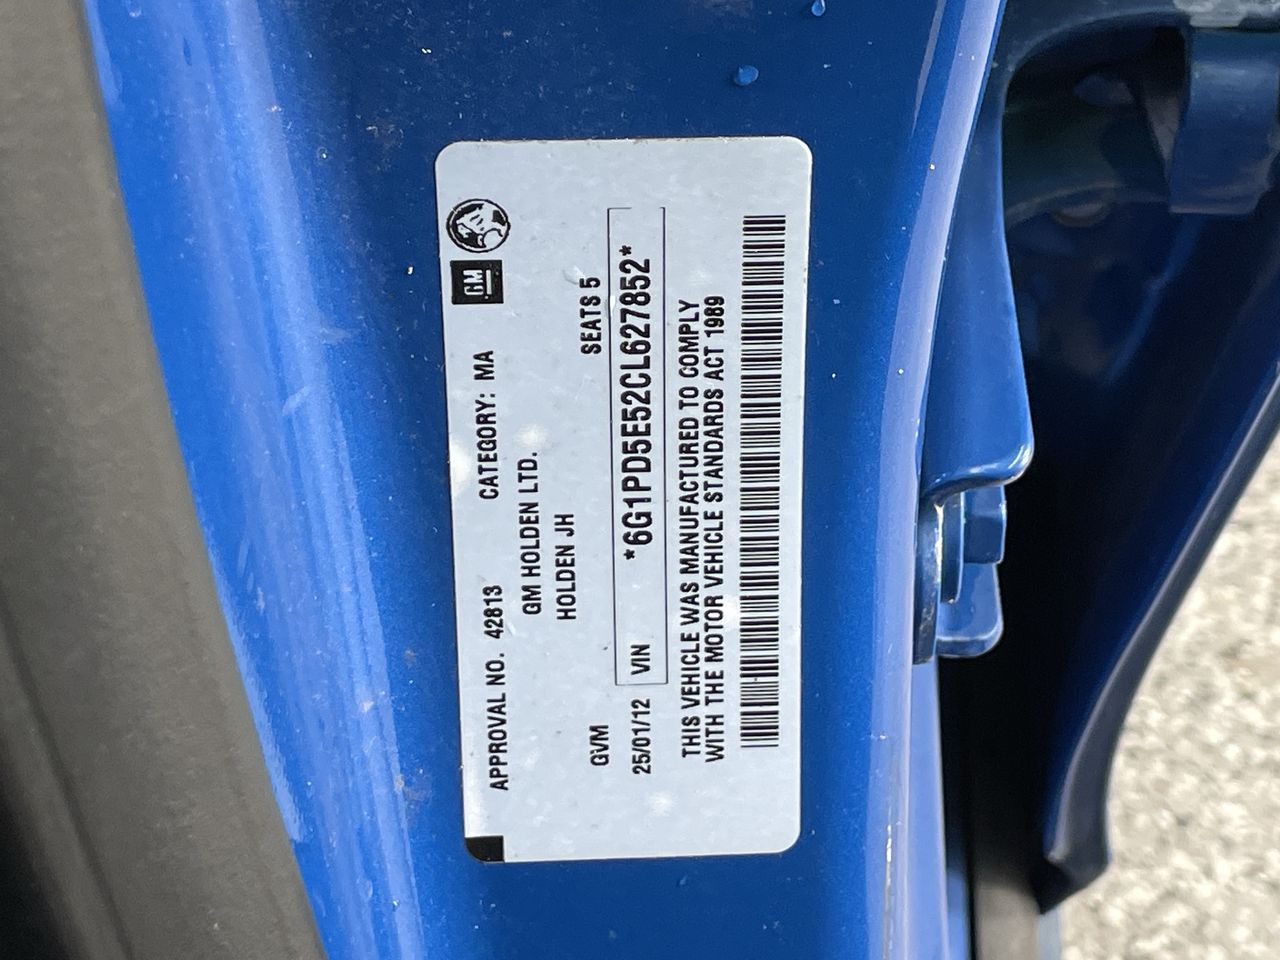 APPROVAL NO. 42813 CATEGORY: MA GM
GM HOLDEN LTD.
HOLDEN JH
GVM SEATS 5
25/01/12 VIN *6G1PD5E52CL627852*
THIS VEHICLE WAS MANUFACTURED TO COMPLY
WITH THE MOTOR VEHICLE STANDARDS ACT 1989